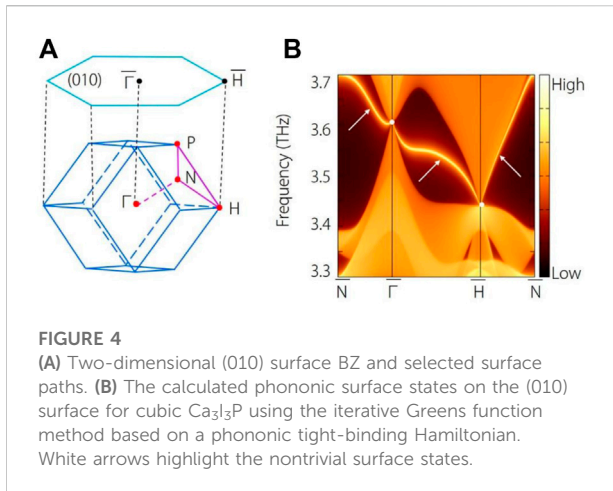 A
(010)
Γ̅
H̅
P
N
Γ
H
B
Frequency (THz)
3.7
3.6
3.5
3.4
3.3
N̅
Γ̅
H̅
N̅
High
Low
FIGURE 4
(A) Two-dimensional (010) surface BZ and selected surface
paths. (B) The calculated phononic surface states on the (010)
surface for cubic Ca₃I₃P using the iterative Greens function
method based on a phononic tight-binding Hamiltonian.
White arrows highlight the nontrivial surface states.